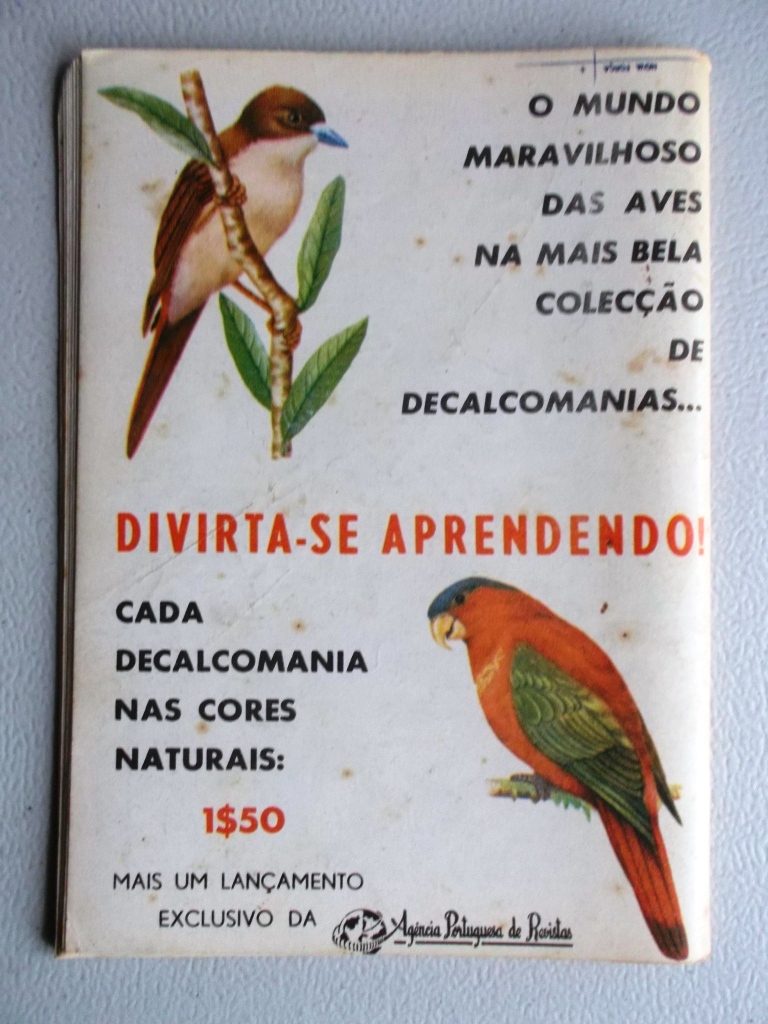 O MUNDO
MARAVILHOSO
DAS AVES
NA MAIS BELA
COLECÇÃO
DE
DECALCOMANIAS...
DIVIRTA-SE APRENDENDO!
CADA
DECALCOMANIA
NAS CORES
NATURAIS:
1$50
MAIS UM LANÇAMENTO
EXCLUSIVO DA Agência Portuguesa de Revistas